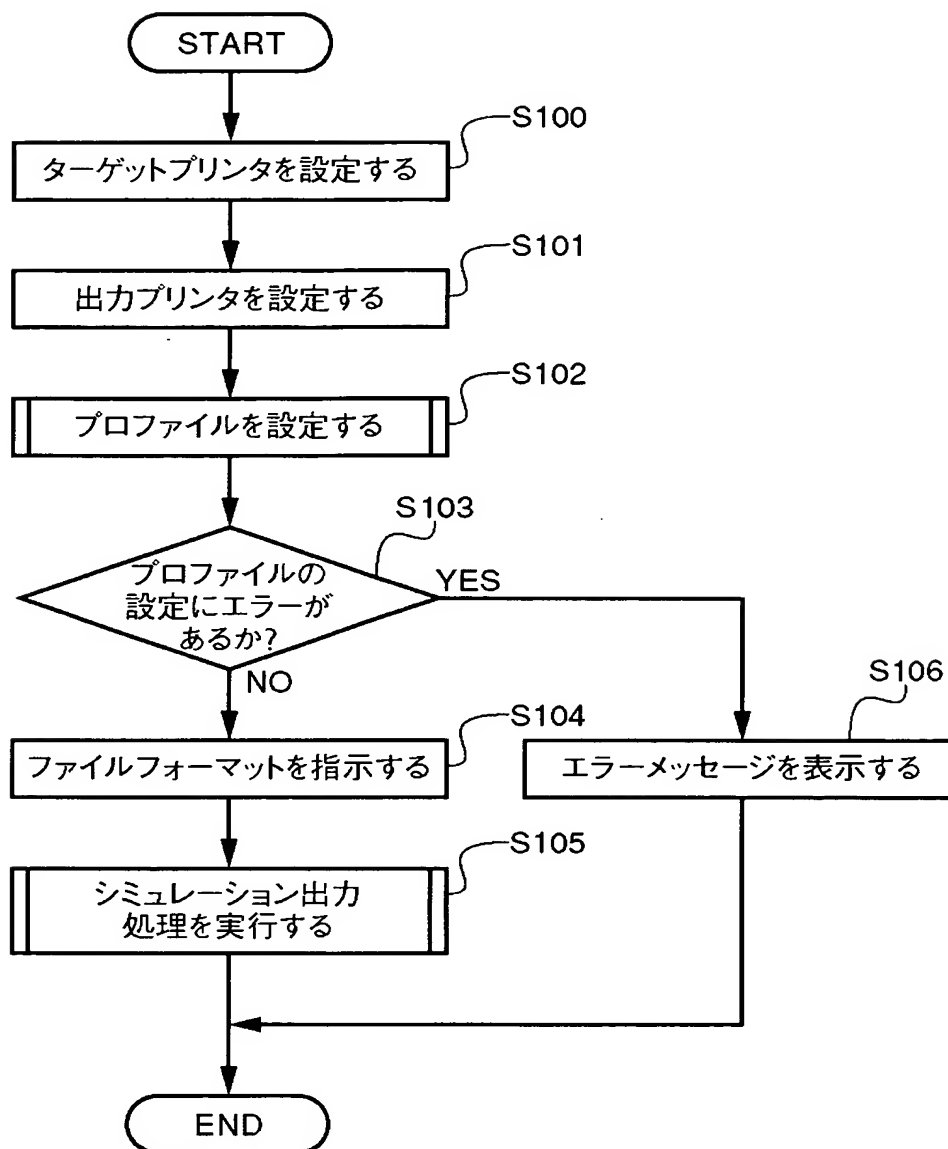 START
S100
ターゲットプリンタを設定する
S101
出力プリンタを設定する
S102
プロファイルを設定する
S103
プロファイルの
設定にエラーが
あるか?
YES
NO
S104
ファイルフォーマットを指示する
S106
エラーメッセージを表示する
S105
シミュレーション出力
処理を実行する
END